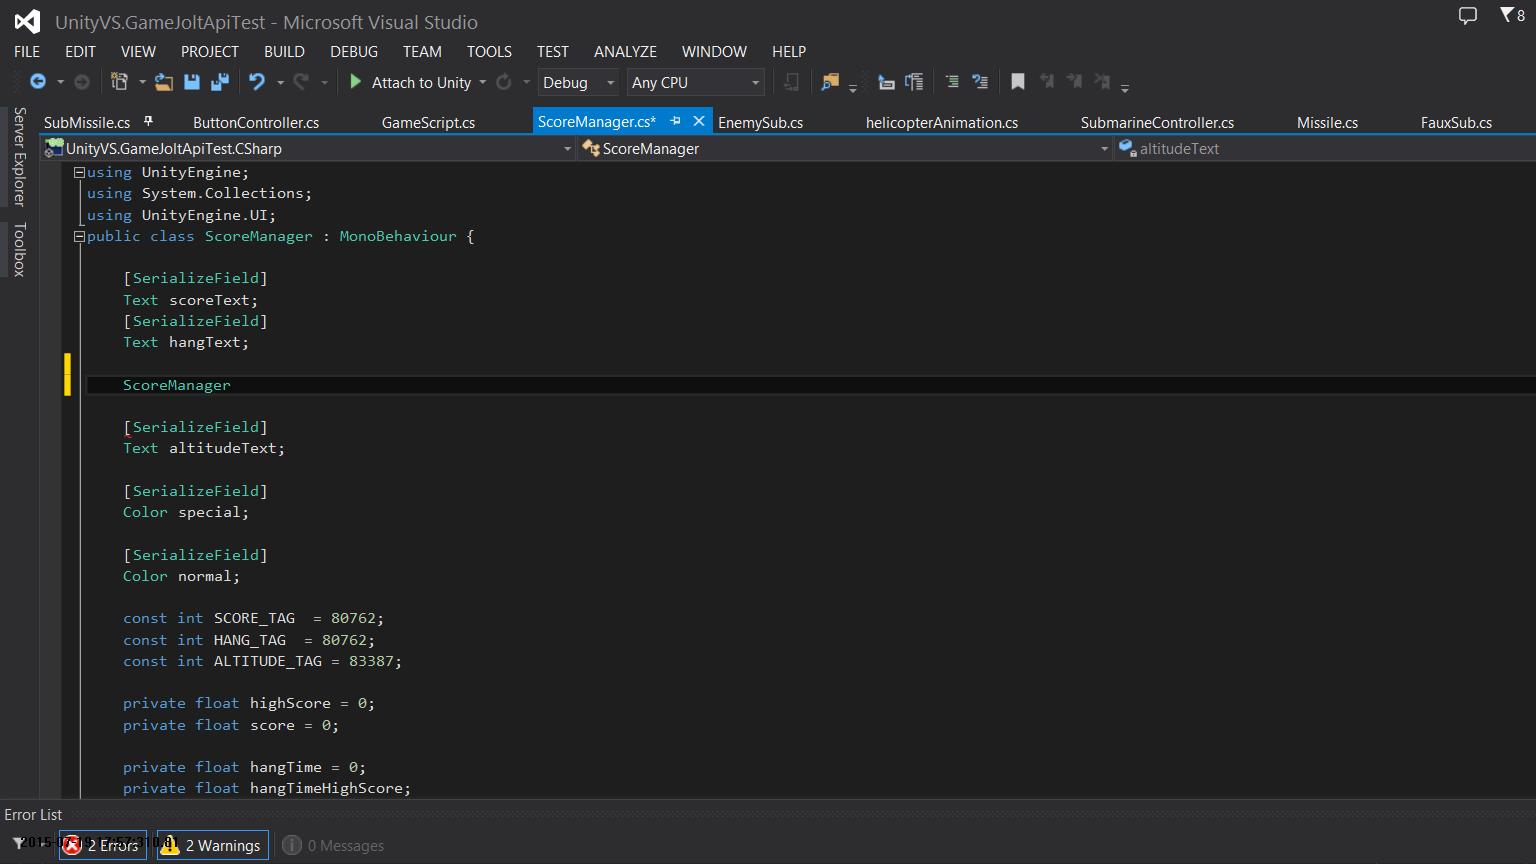 UnityVS.GameJoltApiTest - Microsoft Visual Studio
8
FILE EDIT VIEW PROJECT BUILD DEBUG TEAM TOOLS TEST ANALYZE WINDOW HELP
Attach to Unity Debug Any CPU
Server Explorer
Toolbox
SubMissile.cs ButtonController.cs GameScript.cs ScoreManager.cs* EnemySub.cs helicopterAnimation.cs SubmarineController.cs Missile.cs FauxSub.cs
UnityVS.GameJoltApiTest.CSharp ScoreManager altitudeText
using UnityEngine;
using System.Collections;
using UnityEngine.UI;
public class ScoreManager : MonoBehaviour {
[SerializeField]
Text scoreText;
[SerializeField]
Text hangText;
ScoreManager
[SerializeField]
Text altitudeText;
[SerializeField]
Color special;
[SerializeField]
Color normal;
const int SCORE_TAG  = 80762;
const int HANG_TAG  = 80762;
const int ALTITUDE_TAG = 83387;
private float highScore = 0;
private float score = 0;
private float hangTime = 0;
private float hangTimeHighScore;
Error List
2 Errors 2 Warnings 0 Messages